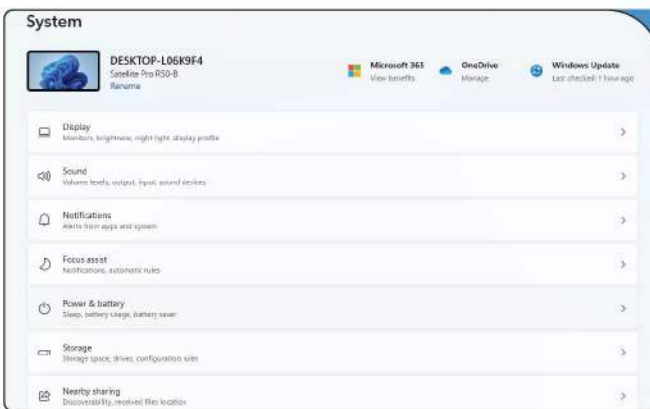 System
DESKTOP-L06K9F4
Satellite Pro R50-B
Rename
Microsoft 365
View benefits
OneDrive
Manage
Windows Update
Last checked: 1 hour ago
Display
Monitors, brightness, night light, display profile
Sound
Volume levels, output, input, sound devices
Notifications
Alerts from apps and system
Focus assist
Notifications, automatic rules
Power & battery
Sleep, battery usage, battery saver
Storage
Storage space, drives, configuration rules
Nearby sharing
Discoverability, received files location